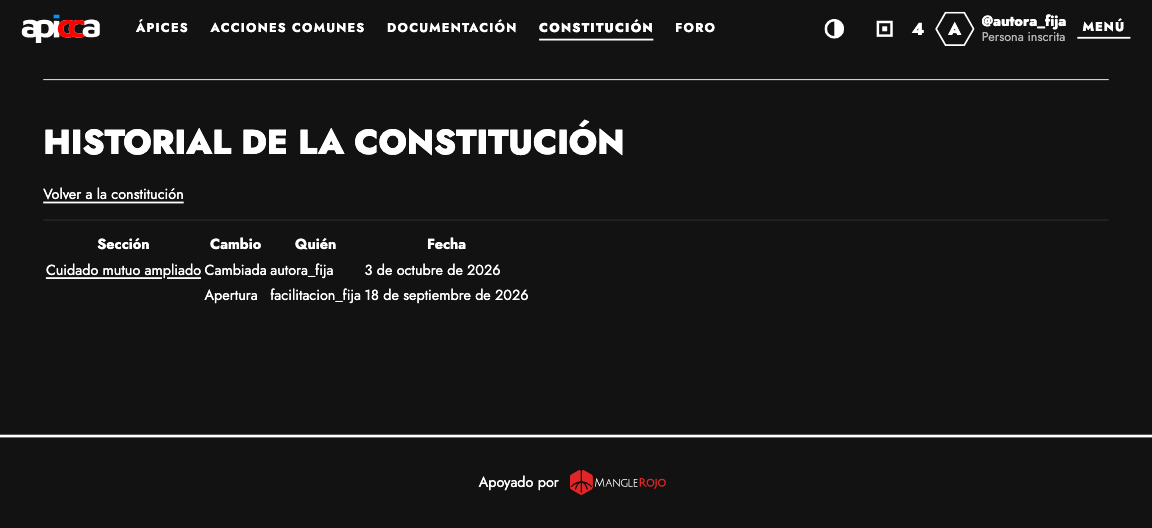 apicca ÁPICES ACCIONES COMUNES DOCUMENTACIÓN CONSTITUCIÓN FORO 4 A @autora_fija MENÚ
Persona inscrita
HISTORIAL DE LA CONSTITUCIÓN
Volver a la constitución
Sección Cambio Quién Fecha
Cuidado mutuo ampliado Cambiada autora_fija 3 de octubre de 2026
Apertura facilitacion_fija 18 de septiembre de 2026
Apoyado por MANGLEROJO